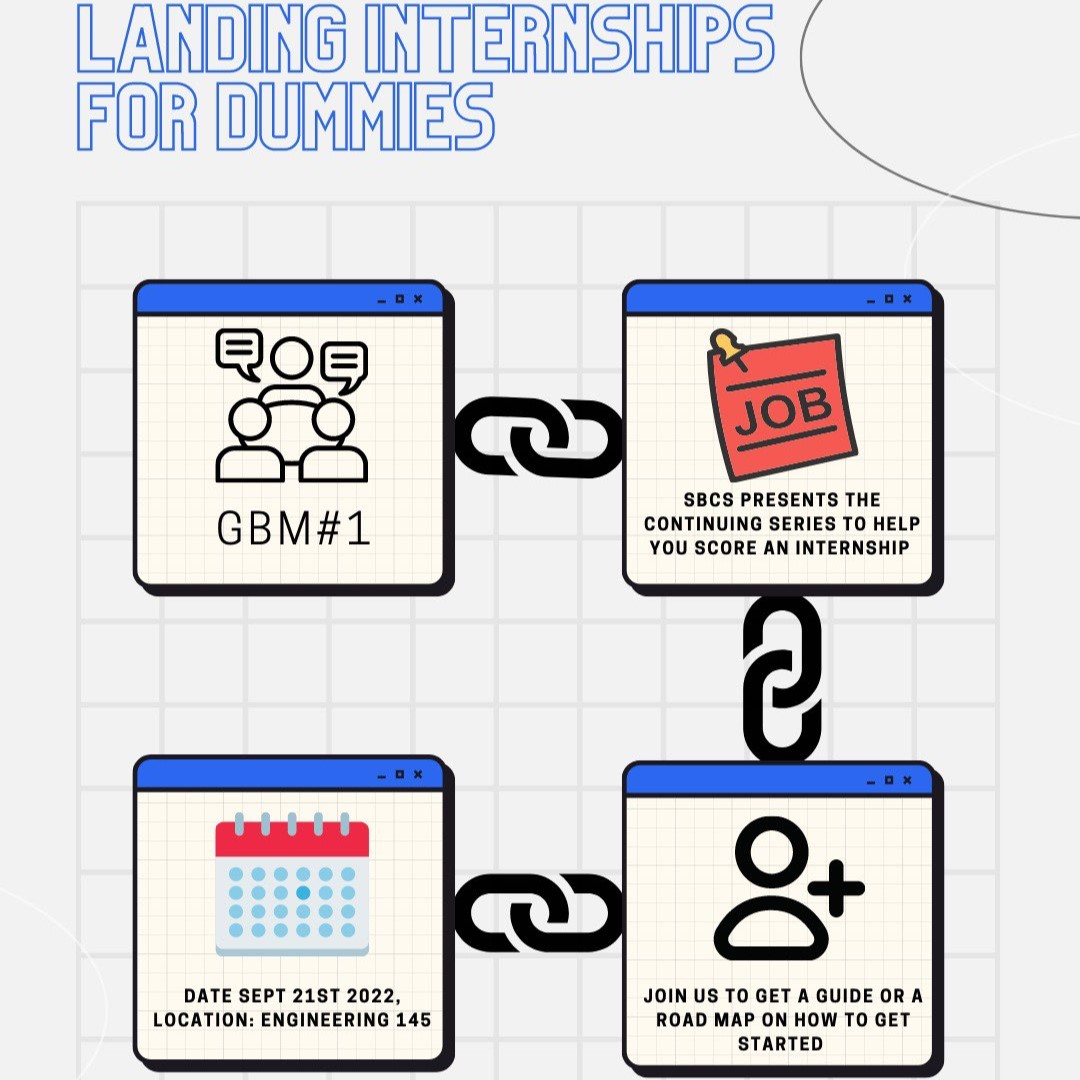 LANDING INTERNSHIPS
FOR DUMMIES
GBM#1
JOB
SBCS PRESENTS THE
CONTINUING SERIES TO HELP
YOU SCORE AN INTERNSHIP
DATE SEPT 21ST 2022,
LOCATION: ENGINEERING 145
JOIN US TO GET A GUIDE OR A
ROAD MAP ON HOW TO GET
STARTED